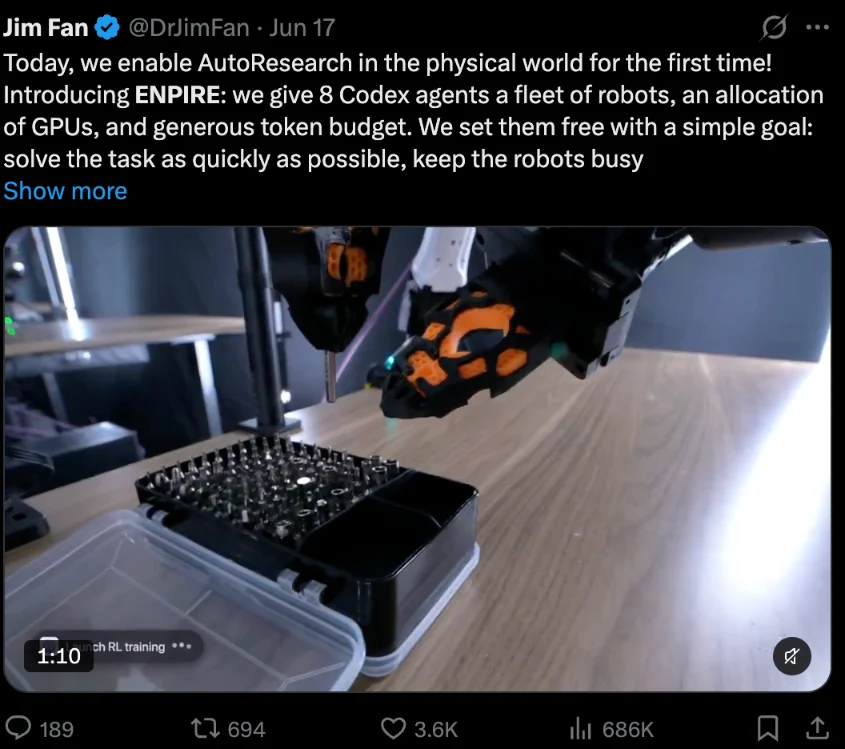 Jim Fan @DrJimFan · Jun 17
Today, we enable AutoResearch in the physical world for the first time!
Introducing ENPIRE: we give 8 Codex agents a fleet of robots, an allocation
of GPUs, and generous token budget. We set them free with a simple goal:
solve the task as quickly as possible, keep the robots busy
Show more
RL training •••
1:10
189 694 3.6K 686K